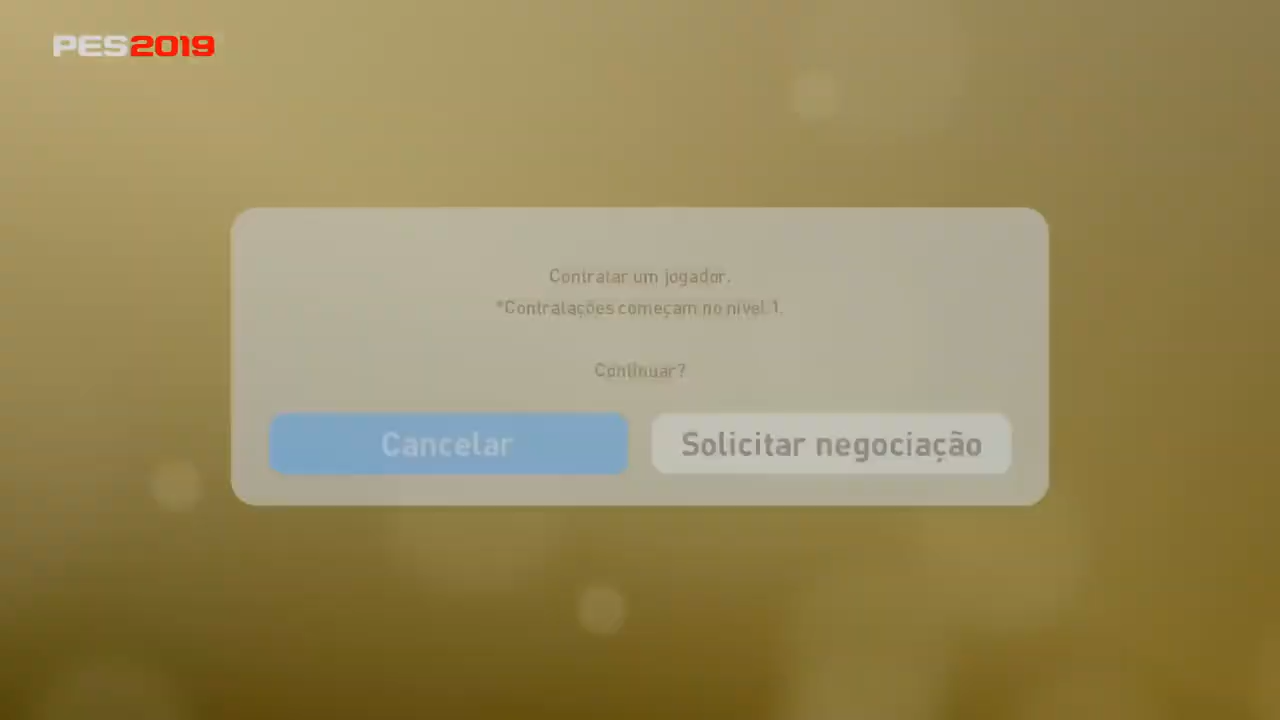 PES2019
Contratar um jogador.
*Contratações começam no nível 1.
Continuar?
Cancelar
Solicitar negociação